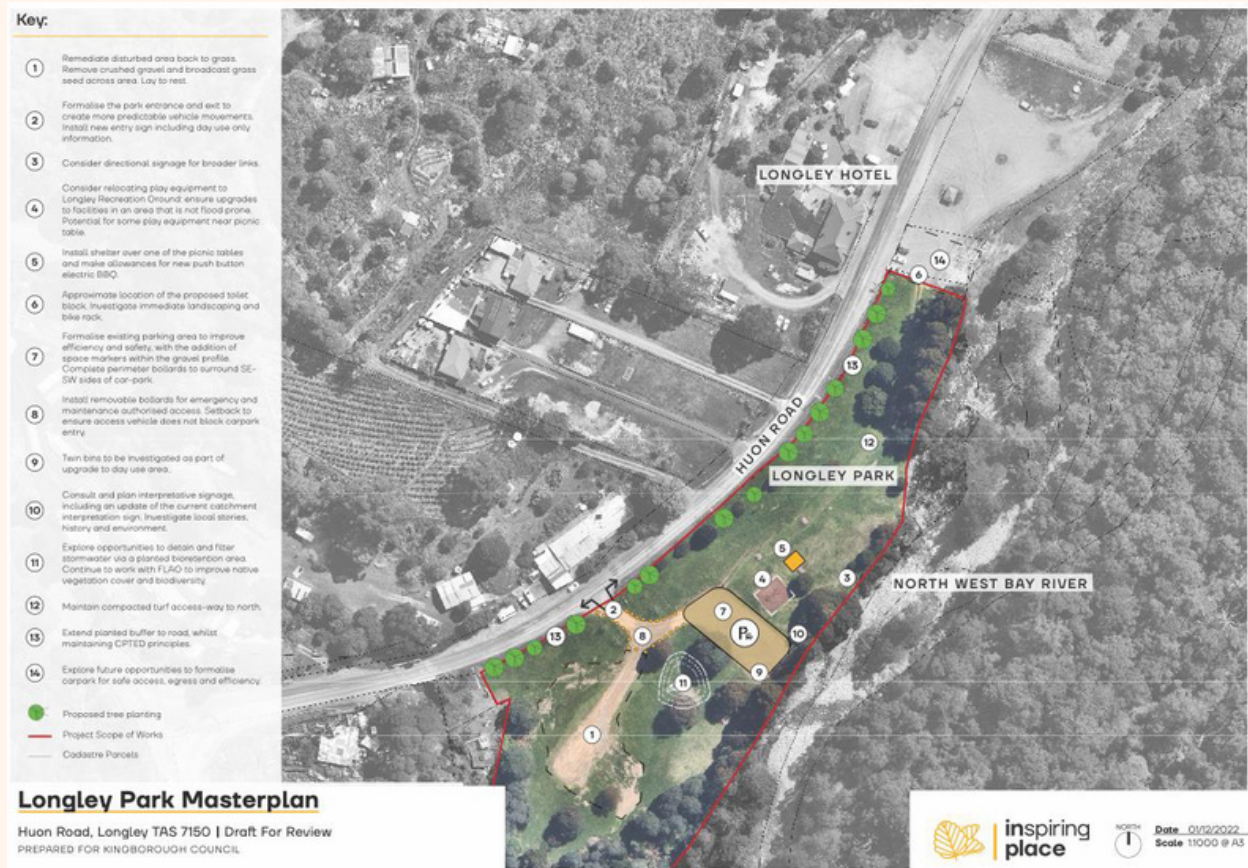 Key:
1
Remediate disturbed area back to grass.
Remove crushed gravel and broadcast grass
seed across area. Lay to rest.
2
Formalise the park entrance and exit to
create more predictable vehicle movements.
Install new entry sign including day use only
information.
3
Consider directional signage for broader links.
4
Consider relocating play equipment to
Longley Recreation Ground: ensure upgrades
to facilities in an area that is not flood prone.
Potential for some play equipment near picnic
table.
5
Install shelter over one of the picnic tables
and make allowances for new push button
electric BBQ.
6
Approximate location of the proposed toilet
block. Investigate immediate landscaping and
bike rack.
7
Formalise existing parking area to improve
efficiency and safety, with the addition of
space markers within the gravel profile.
Complete perimeter bollards to surround SE-
SW sides of car-park.
8
Install removable bollards for emergency and
maintenance authorised access. Setback to
ensure access vehicle does not block carpark
entry.
9
Twin bins to be investigated as part of
upgrade to day use area.
10
Consult and plan interpretative signage,
including an update of the current catchment
interpretation sign. Investigate local stories,
history and environment.
11
Explore opportunities to detain and filter
stormwater via a planted bioretention area.
Continue to work with FLAG to improve native
vegetation cover and biodiversity.
12
Maintain compacted turf access-way to north.
13
Extend planted buffer to road, whilst
maintaining CPTED principles.
14
Explore future opportunities to formalise
carpark for safe access, egress and efficiency.
Proposed tree planting
Project Scope of Works
Cadastre Parcels
LONGLEY HOTEL
14
6
13
HUON ROAD
12
LONGLEY PARK
5
4
3
NORTH WEST BAY RIVER
2
7
P
13
8
10
11
9
1
Longley Park Masterplan
Huon Road, Longley TAS 7150 | Draft For Review
PREPARED FOR KINGBOROUGH COUNCIL
inspiring
place
NORTH
Date 01/12/2022
Scale 1:1000 @ A3